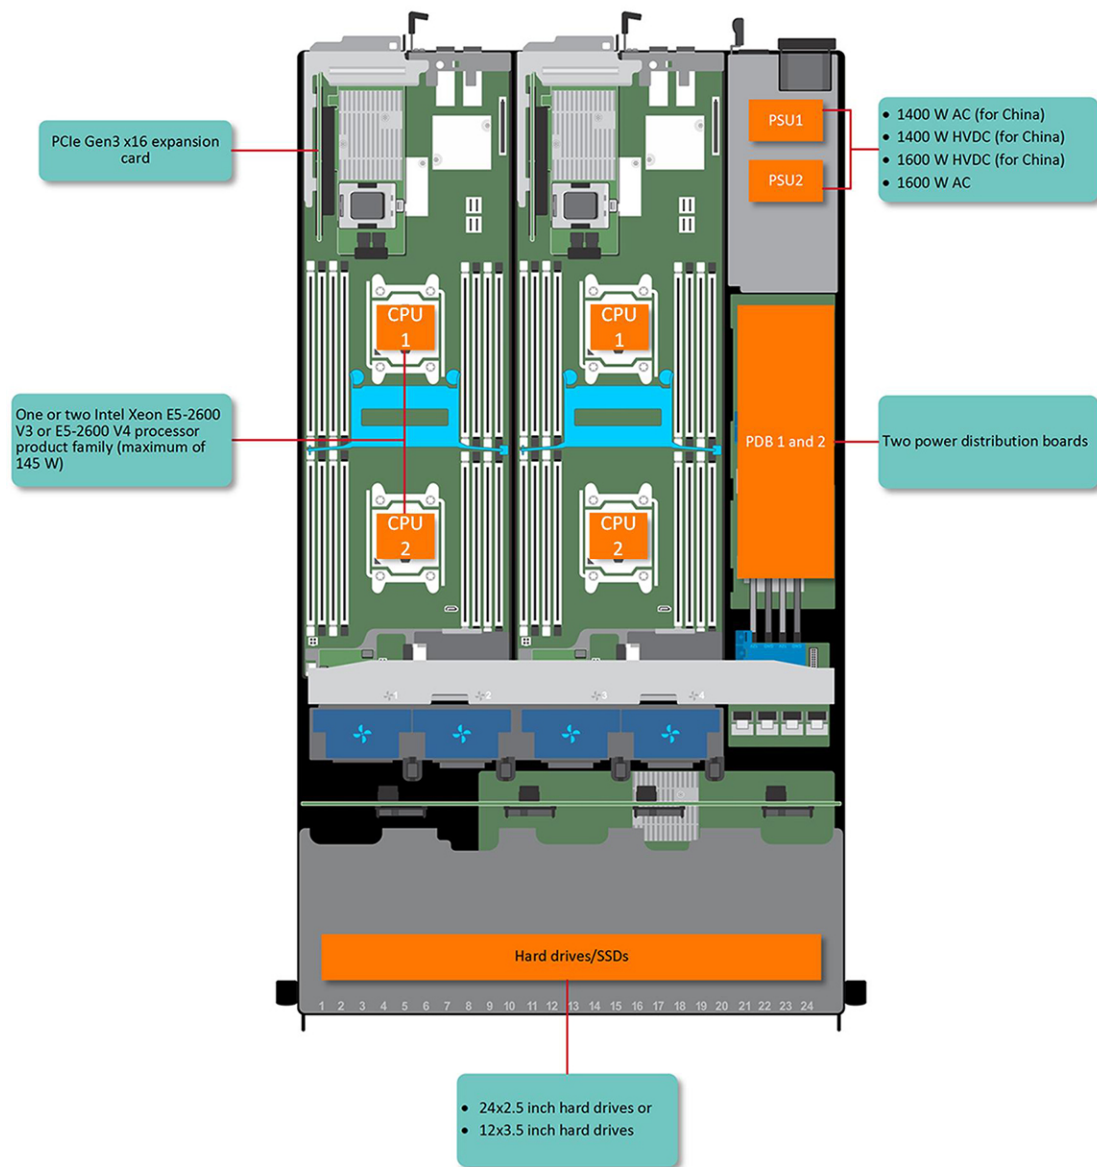 PSU1
PSU2
• 1400 W AC (for China)
• 1400 W HVDC (for China)
• 1600 W HVDC (for China)
• 1600 W AC
PCIe Gen3 x16 expansion
card
CPU
1
CPU
1
One or two Intel Xeon E5-2600
V3 or E5-2600 V4 processor
product family (maximum of
145 W)
PDB 1 and 2
Two power distribution boards
CPU
2
CPU
2
1 2 3 4
Hard drives/SSDs
1 2 3 4 5 6 7 8 9 10 11 12 13 14 15 16 17 18 19 20 21 22 23 24
• 24x2.5 inch hard drives or
• 12x3.5 inch hard drives